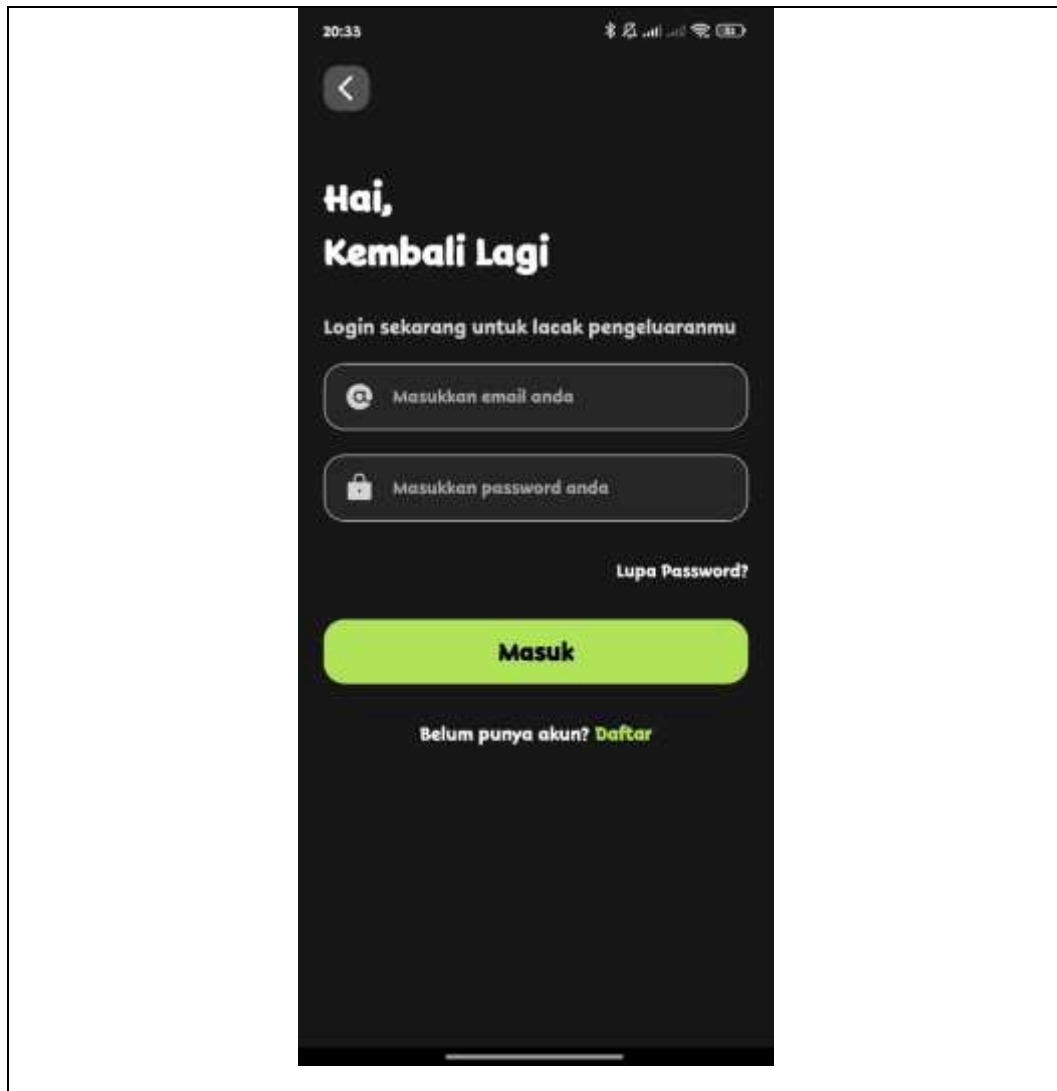 20:33
Hai,
Kembali Lagi
Login sekarang untuk lacak pengeluaranmu
Masukkan email anda
Masukkan password anda
Lupa Password?
Masuk
Belum punya akun? Daftar